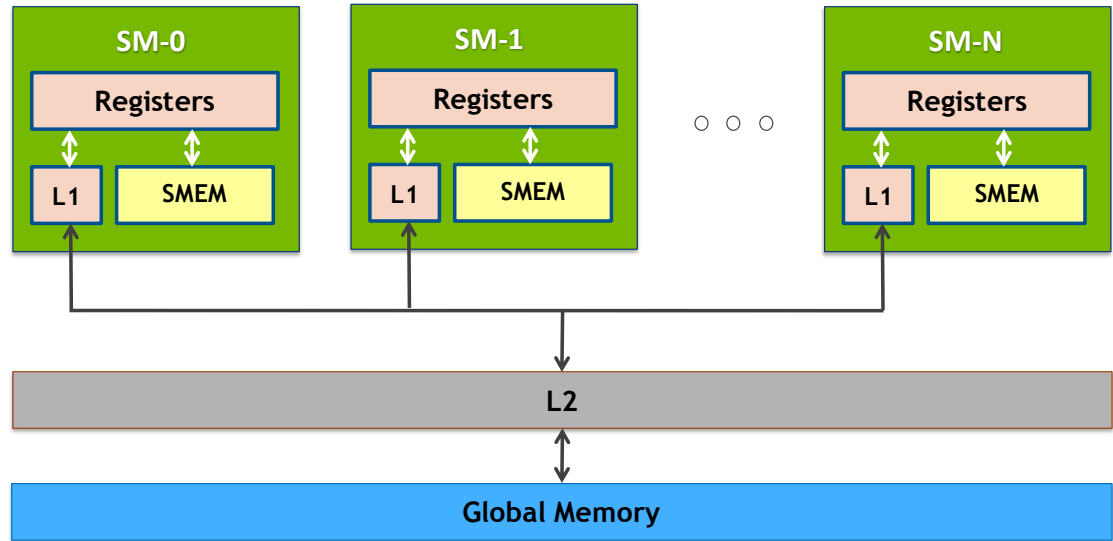 SM-0
Registers
L1
SMEM
SM-1
Registers
L1
SMEM
SM-N
Registers
L1
SMEM
L2
Global Memory